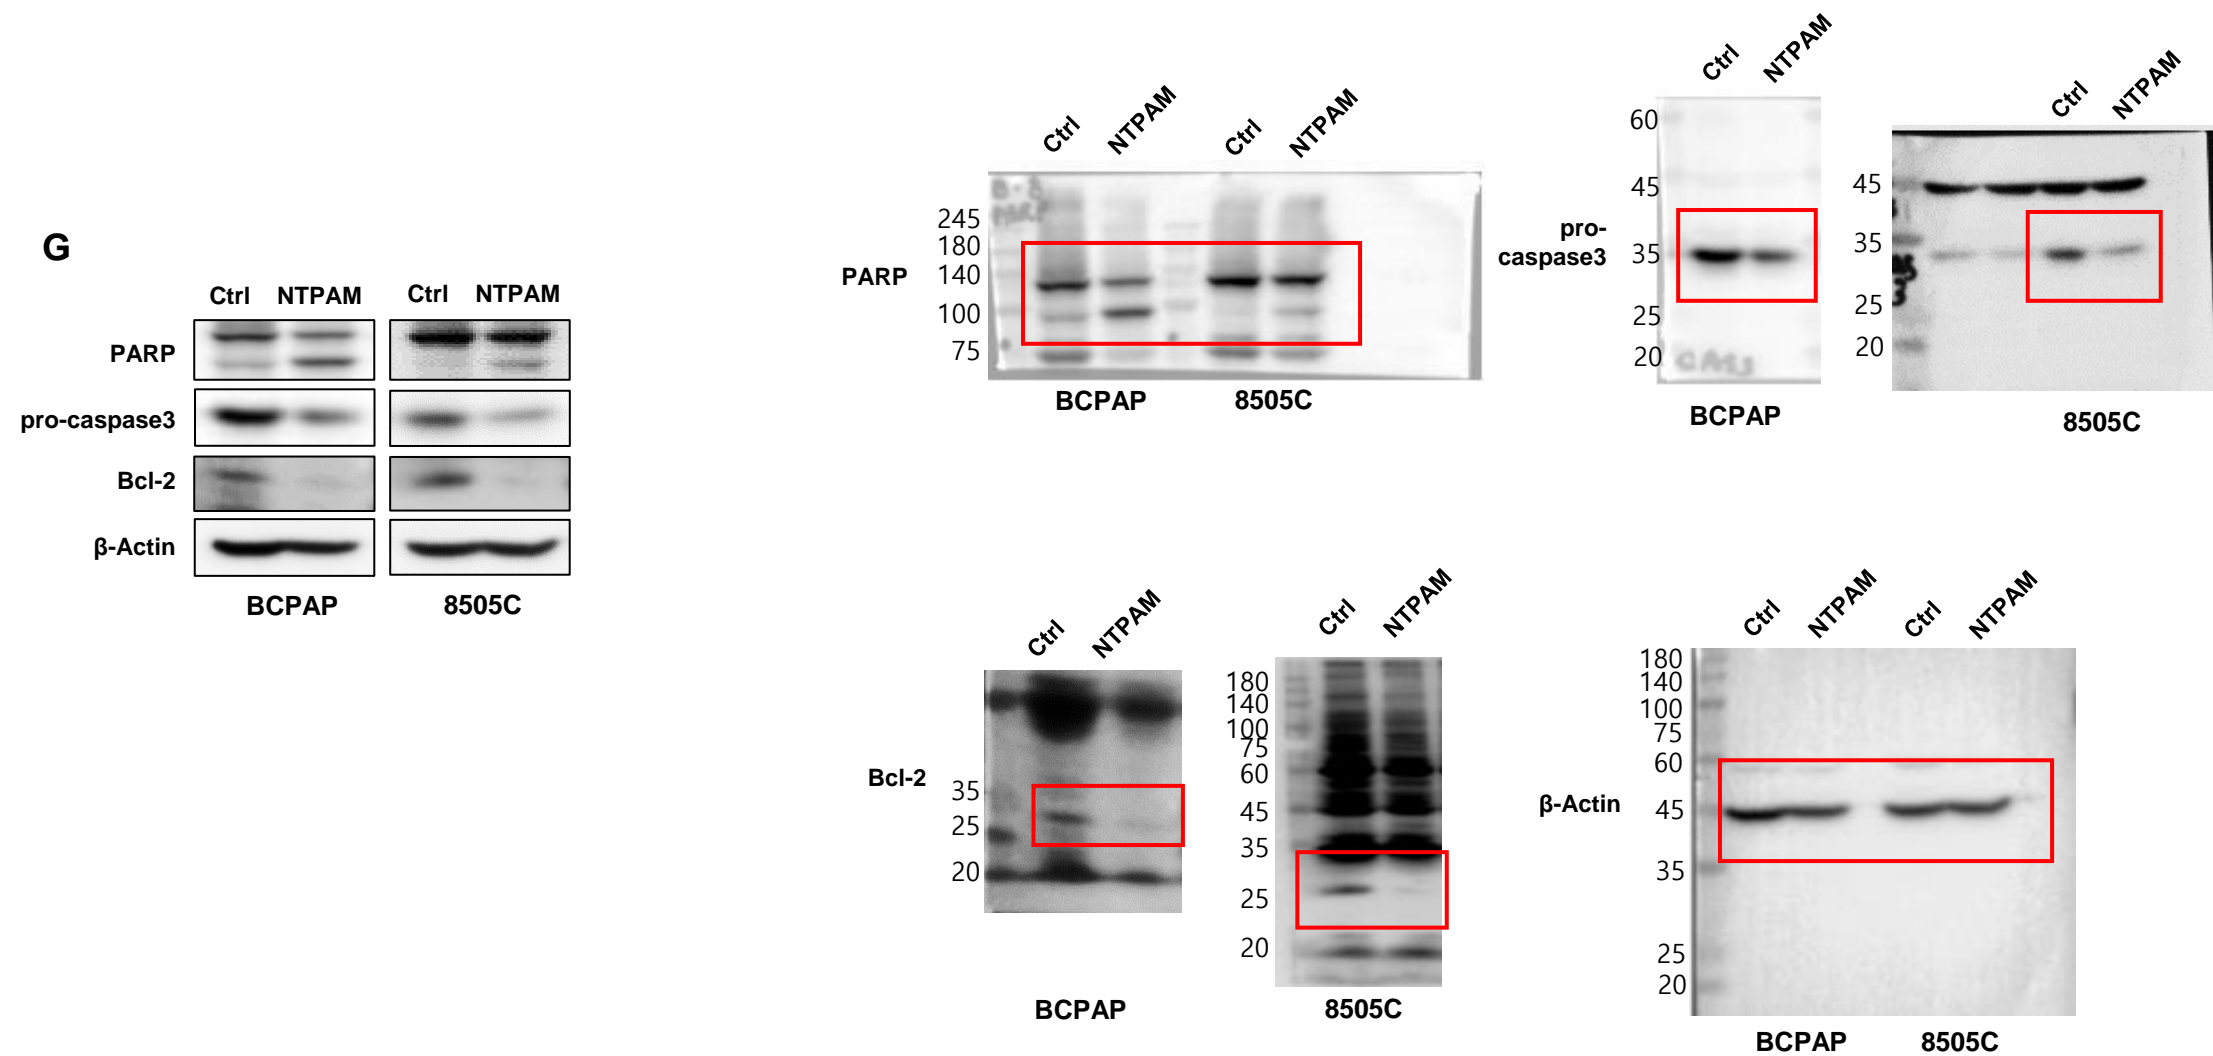 G
Ctrl NTPAM Ctrl NTPAM
PARP
pro-caspase3
Bcl-2
β-Actin
BCPAP 8505C
Ctrl NTPAM Ctrl NTPAM
PARP
245
180
140
100
75
BCPAP 8505C
Ctrl NTPAM
pro-
caspase3
60
45
35
25
20
BCPAP
Ctrl NTPAM
45
35
25
20
8505C
Ctrl NTPAM
Bcl-2
35
25
20
BCPAP
Ctrl NTPAM
180
140
100
75
60
45
35
25
20
8505C
Ctrl NTPAM Ctrl NTPAM
β-Actin
180
140
100
75
60
45
35
25
20
BCPAP 8505C